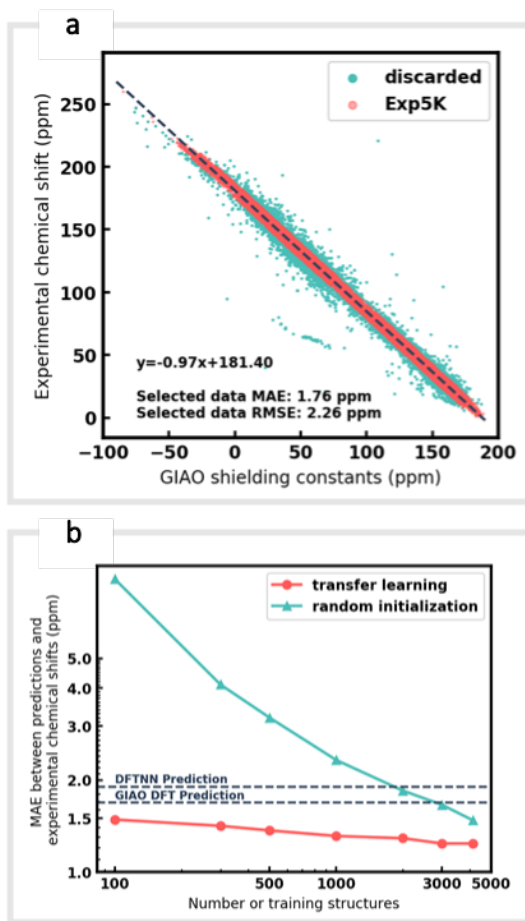 a
discarded
Exp5K
Experimental chemical shift (ppm)
250
200
150
100
50
0
y=-0.97x+181.40
Selected data MAE: 1.76 ppm
Selected data RMSE: 2.26 ppm
−100 −50 0 50 100 150 200
GIAO shielding constants (ppm)
b
transfer learning
random initialization
MAE between predictions and
experimental chemical shifts (ppm)
5.0
4.0
3.0
2.0
1.5
1.0
DFTNN Prediction
GIAO DFT Prediction
100 500 1000 3000 5000
Number or training structures